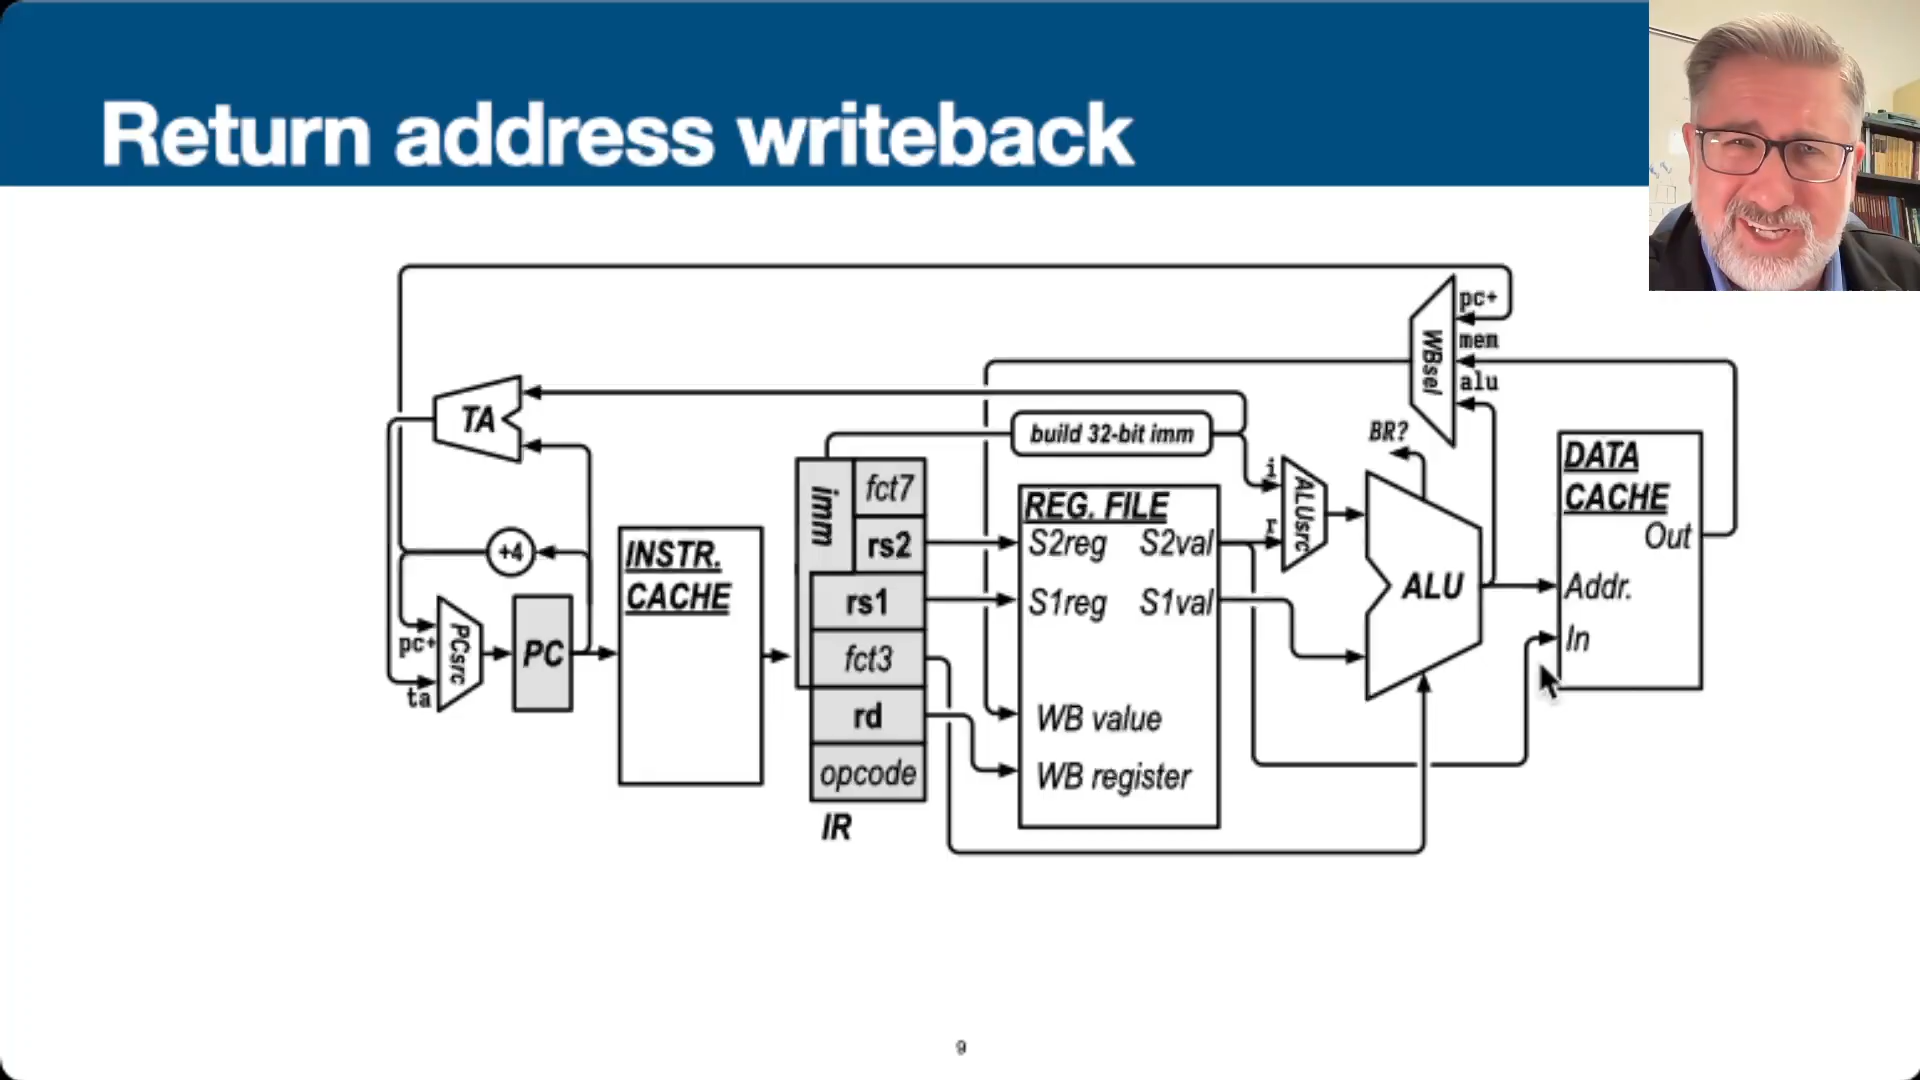 Return address writeback
pc+
mem
alu
WBsel
TA
build 32-bit imm
BR?
i
r
ALUsrc
imm
fct7
rs2
rs1
fct3
rd
opcode
IR
REG. FILE
S2reg S2val
S1reg S1val
WB value
WB register
DATA
CACHE
Out
Addr.
In
ALU
+4
INSTR.
CACHE
pc+
ta
PCsrc
PC
9